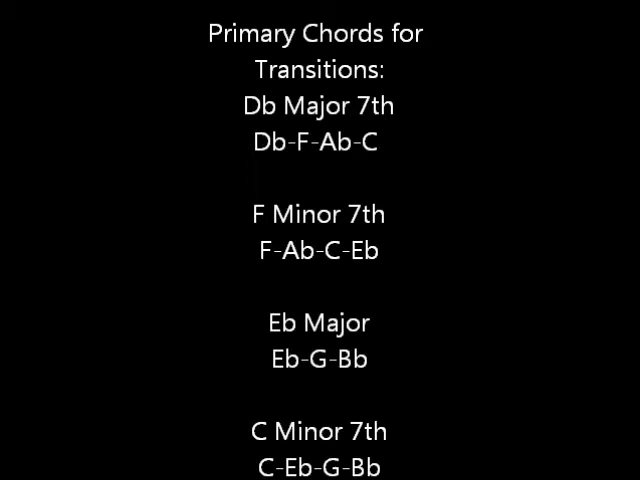 Primary Chords for
Transitions:
Db Major 7th
Db-F-Ab-C
F Minor 7th
F-Ab-C-Eb
Eb Major
Eb-G-Bb
C Minor 7th
C-Eb-G-Bb